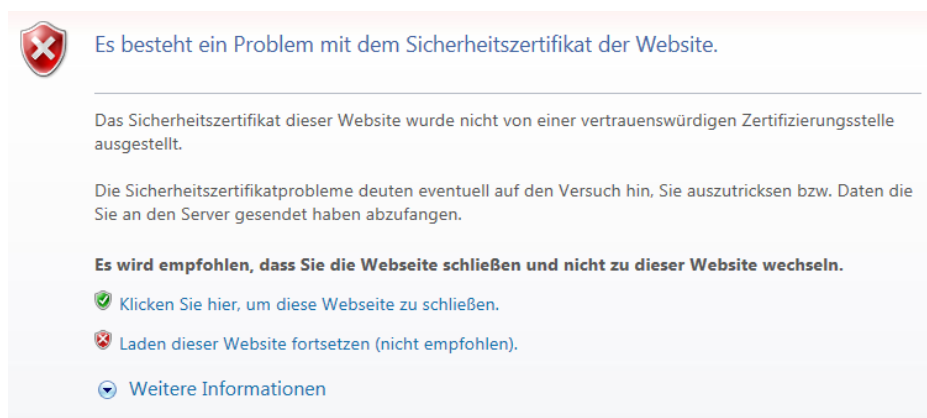 Es besteht ein Problem mit dem Sicherheitszertifikat der Website.
Das Sicherheitszertifikat dieser Website wurde nicht von einer vertrauenswürdigen Zertifizierungsstelle
ausgestellt.
Die Sicherheitszertifikatprobleme deuten eventuell auf den Versuch hin, Sie auszutricksen bzw. Daten die
Sie an den Server gesendet haben abzufangen.
Es wird empfohlen, dass Sie die Webseite schließen und nicht zu dieser Website wechseln.
Klicken Sie hier, um diese Webseite zu schließen.
Laden dieser Website fortsetzen (nicht empfohlen).
Weitere Informationen